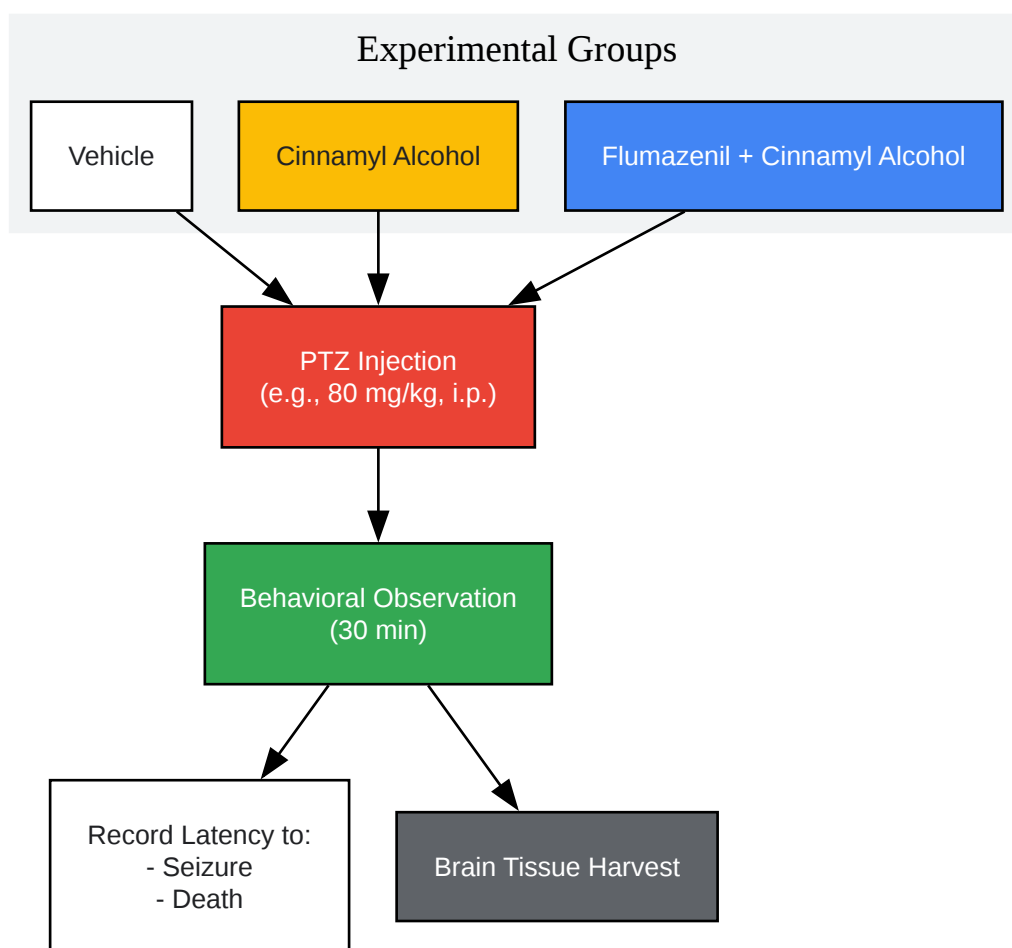 Experimental Groups
Vehicle
Cinnamyl Alcohol
Flumazenil + Cinnamyl Alcohol
PTZ Injection
(e.g., 80 mg/kg, i.p.)
Behavioral Observation
(30 min)
Record Latency to:
- Seizure
- Death
Brain Tissue Harvest